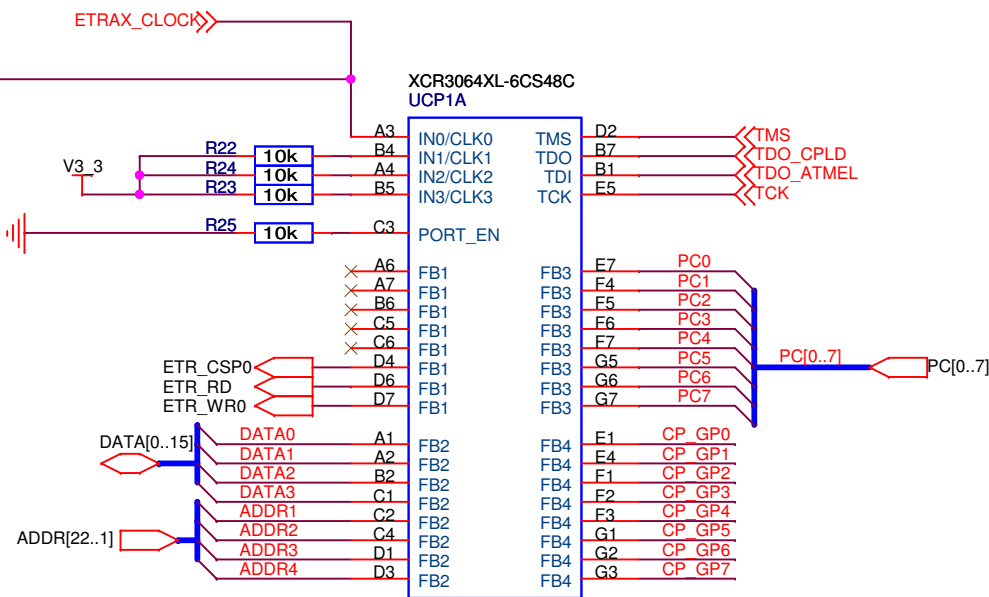 ETRAX_CLOCK
XCR3064XL-6CS48C
UCP1A
A3 IN0/CLK0 TMS D2 TMS
R22 10k B4 IN1/CLK1 TDO B7 TDO_CPLD
V3_3 R24 10k A4 IN2/CLK2 TDI B1 TDO_ATMEL
R23 10k B5 IN3/CLK3 TCK E5 TCK
R25 10k C3 PORT_EN
A6 FB1 FB3 E7 PC0
A7 FB1 FB3 F4 PC1
B6 FB1 FB3 F5 PC2
C5 FB1 FB3 F6 PC3
C6 FB1 FB3 F7 PC4
ETR_CSP0 D4 FB1 FB3 G5 PC5 PC[0..7] PC[0..7]
ETR_RD D6 FB1 FB3 G6 PC6
ETR_WR0 D7 FB1 FB3 G7 PC7
DATA[0..15] DATA0 A1 FB2 FB4 E1 CP_GP0
DATA1 A2 FB2 FB4 E4 CP_GP1
DATA2 B2 FB2 FB4 F1 CP_GP2
DATA3 C1 FB2 FB4 F2 CP_GP3
ADDR1 C2 FB2 FB4 F3 CP_GP4
ADDR[22..1] ADDR2 C4 FB2 FB4 G1 CP_GP5
ADDR3 D1 FB2 FB4 G2 CP_GP6
ADDR4 D3 FB2 FB4 G3 CP_GP7